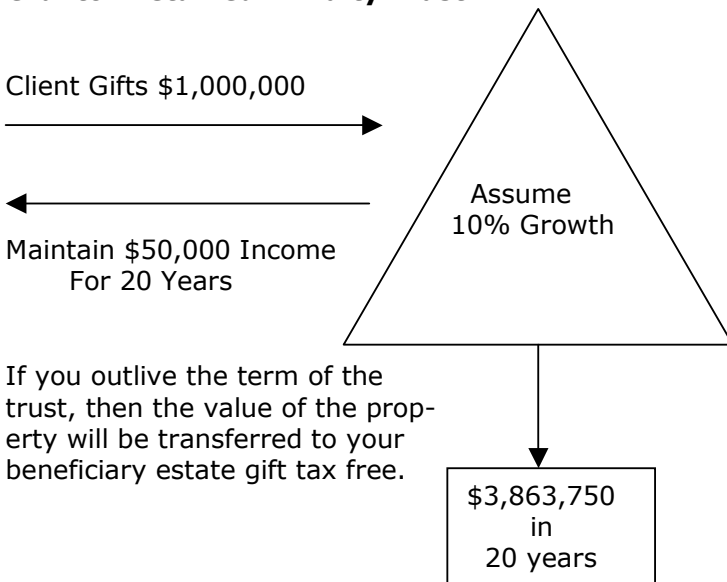 Client Gifts $1,000,000
Assume
10% Growth
Maintain $50,000 Income
For 20 Years
If you outlive the term of the
trust, then the value of the prop-
erty will be transferred to your
beneficiary estate gift tax free.
$3,863,750
in
20 years